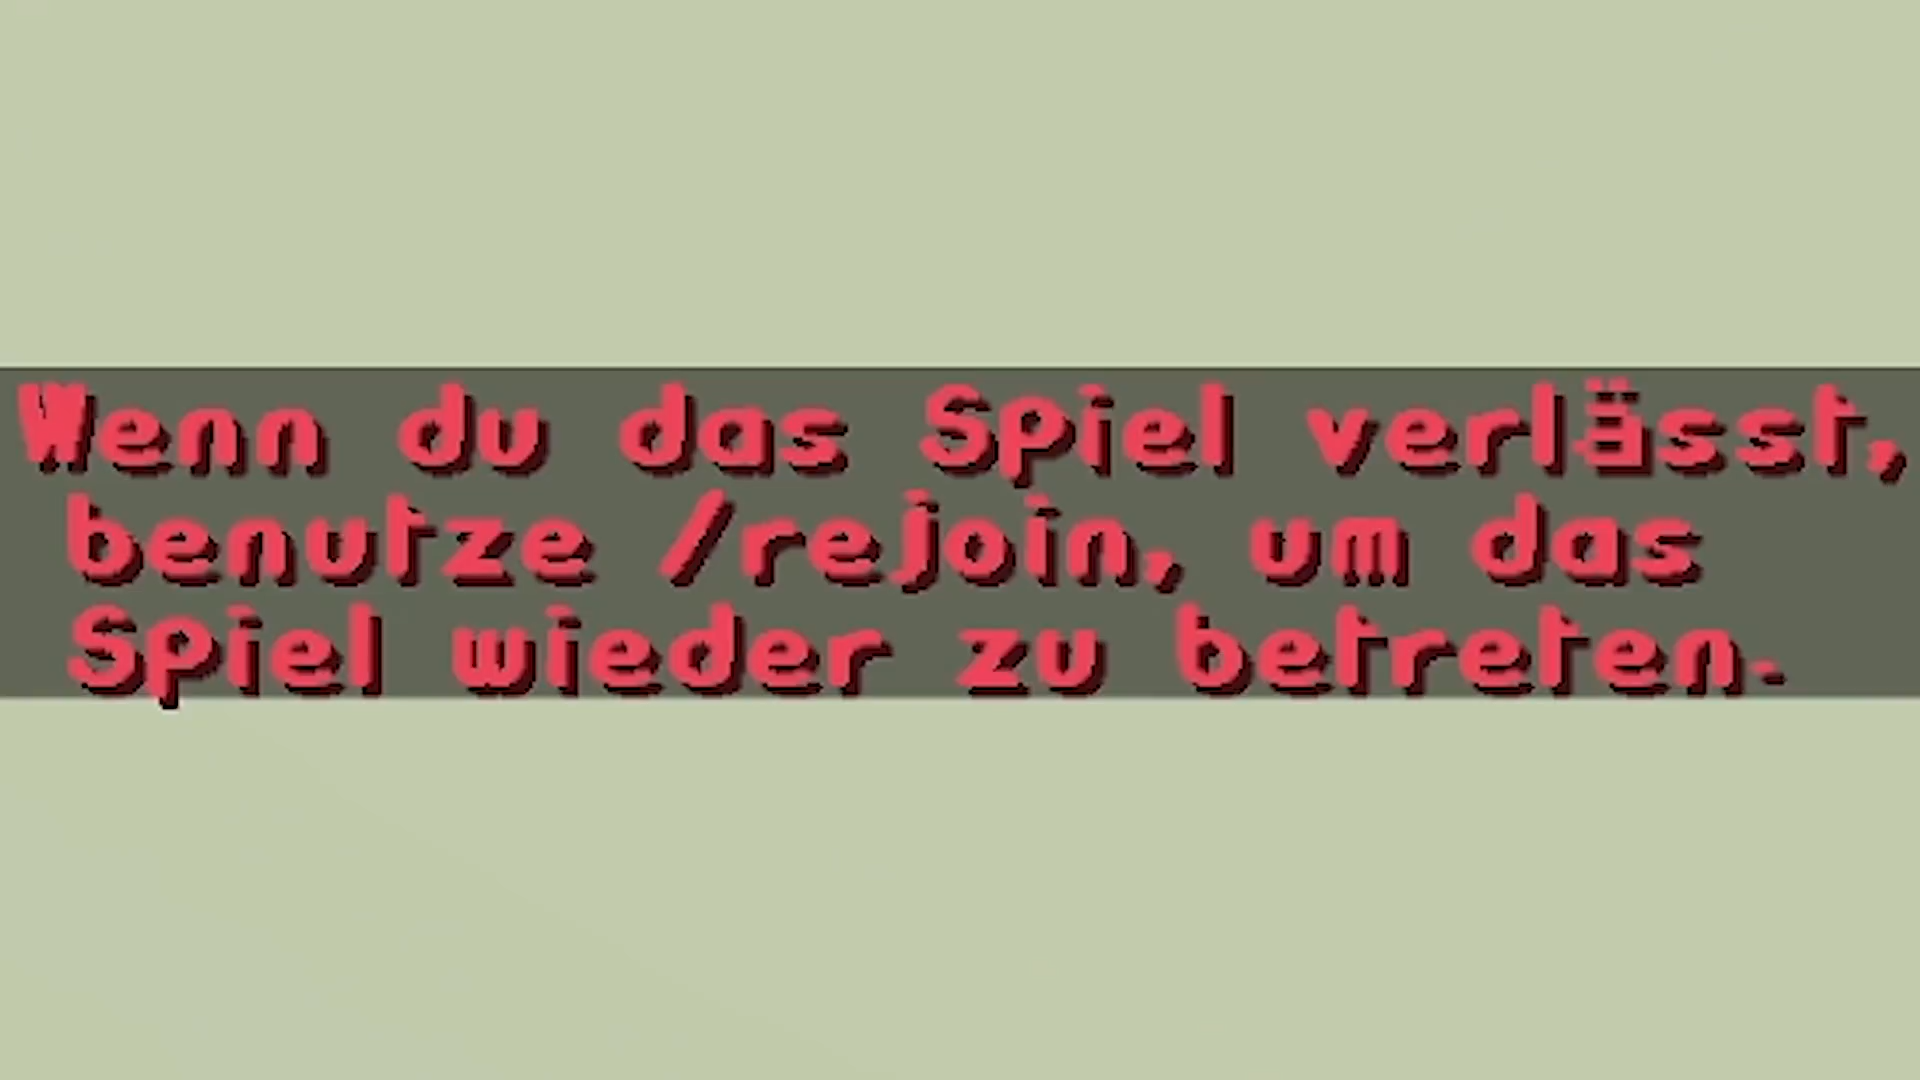 Wenn du das Spiel verlässt,
benutze /rejoin, um das
Spiel wieder zu betreten.